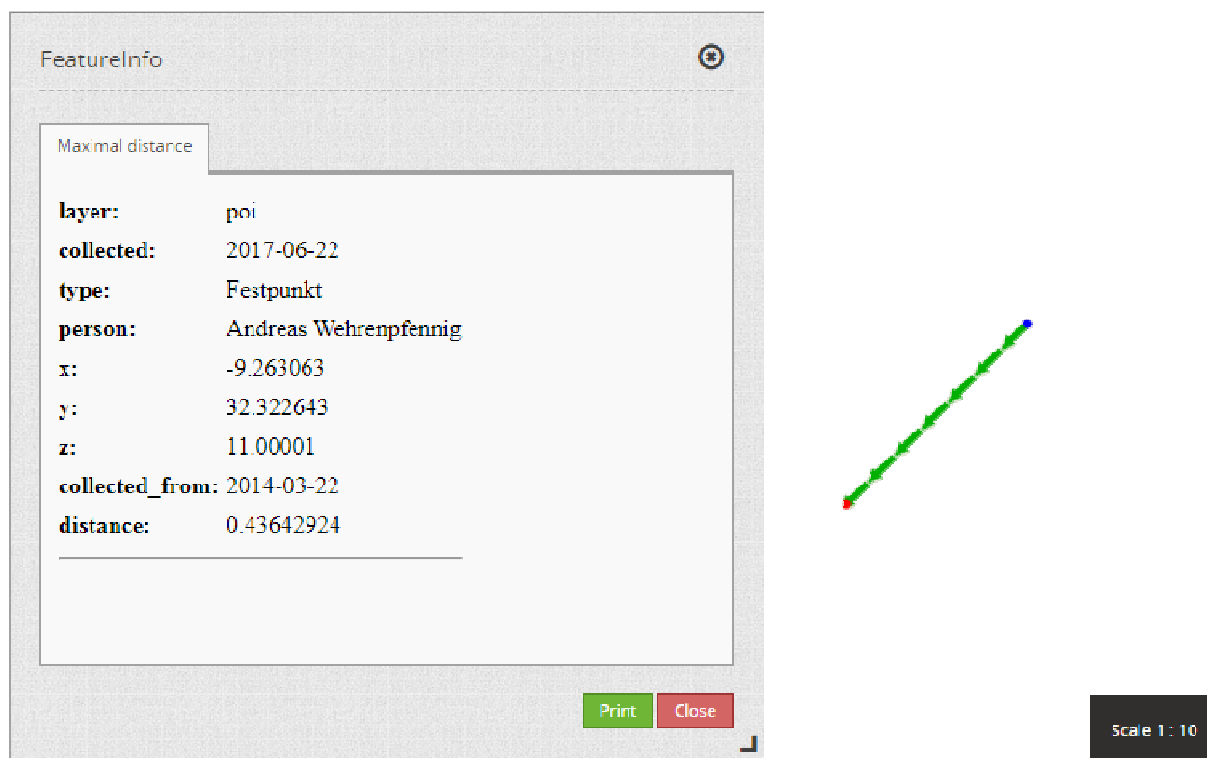 FeatureInfo
Maximal distance
layer: poi
collected: 2017-06-22
type: Festpunkt
person: Andreas Wehrenpfennig
x: -9.263063
y: 32.322643
z: 11.00001
collected_from: 2014-03-22
distance: 0.43642924
Print Close
Scale 1 : 10